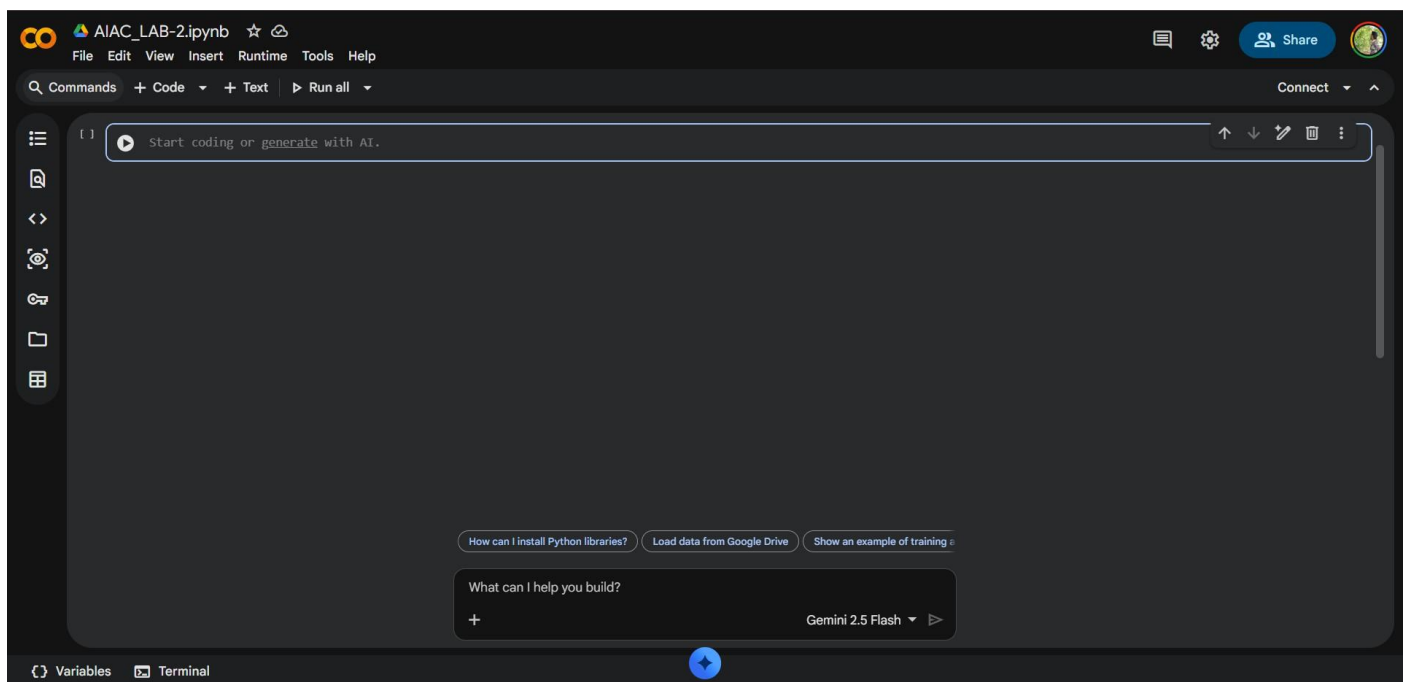 AIAC_LAB-2.ipynb
File Edit View Insert Runtime Tools Help
Share
Commands + Code + Text Run all
Connect
[ ]
Start coding or generate with AI.
How can I install Python libraries? Load data from Google Drive Show an example of training
What can I help you build?
+ Gemini 2.5 Flash
{} Variables Terminal